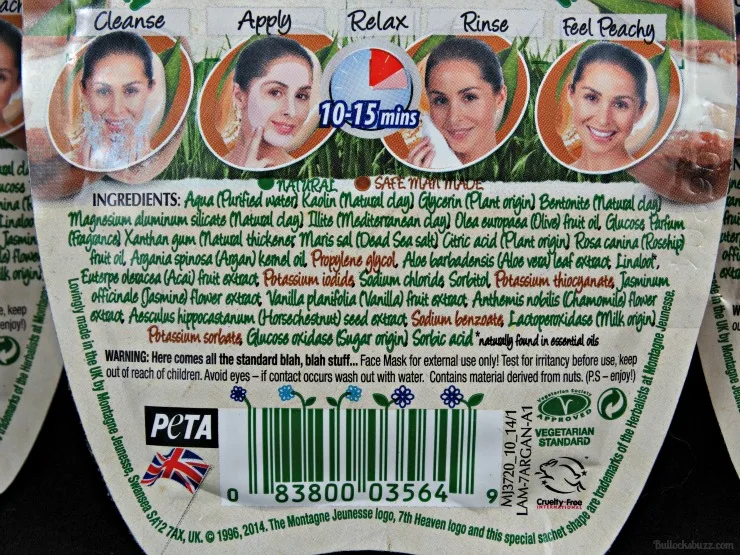 Cleanse
Apply
Relax
Rinse
Feel Peachy
10-15 mins
NATURAL SAFE MAN MADE
INGREDIENTS: Aqua (Purified water) Kaolin (Natural clay) Glycerin (Plant origin) Bentonite (Natural clay)
Magnesium aluminum silicate (Natural clay) Illite (Mediterranean clay) Olea europaea (Olive) fruit oil, Glucose, Parfum
(Fragrance) Xanthan gum (Natural thickener) Maris sal (Dead Sea salt) Citric acid (Plant origin) Rosa canina (Rosehip)
fruit oil, Argania spinosa (Argan) kernel oil, Propylene glycol, Aloe barbadensis (Aloe vera) leaf extract, Linalool*,
Euterpe oleracea (Acai) fruit extract, Potassium iodide, Sodium chloride, Sorbitol, Potassium thiocyanate, Jasminum
officinale (Jasmine) flower extract, Vanilla planifolia (Vanilla) fruit extract, Anthemis nobilis (Chamomile) flower
extract, Aesculus hippocastanum (Horsechestnut) seed extract, Sodium benzoate, Lactoperoxidase (Milk origin)
Potassium sorbate, Glucose oxidase (Sugar origin) Sorbic acid *naturally found in essential oils
WARNING: Here comes all the standard blah, blah stuff... Face Mask for external use only! Test for irritancy before use, keep
out of reach of children. Avoid eyes – if contact occurs wash out with water. Contains material derived from nuts. (P.S – enjoy!)
PETA
0 83800 03564 9
MJ3720_10_14/1
LAM-7ARGAN-A1
Vegetarian Society
APPROVED
VEGETARIAN
STANDARD
Cruelty-Free
INTERNATIONAL
Lovingly made in the UK by Montagne Jeunesse, Swansea SA12 7AX, UK. © 1996, 2014. The Montagne Jeunesse logo, 7th Heaven logo and this special sachet shape are trademarks of the Herbalists at Montagne Jeunesse.
Bullocksbuzz.com